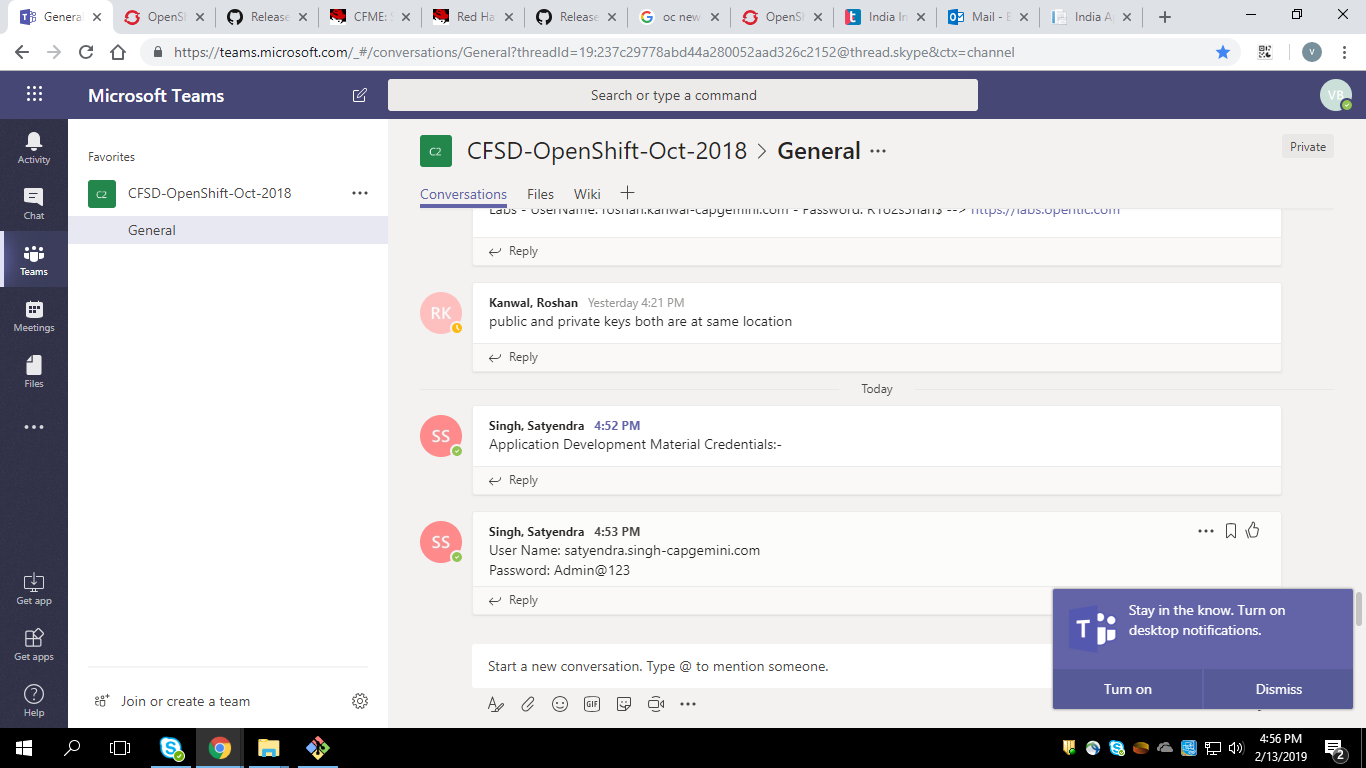 General
OpenSh
Release
CFME:
Red Ha
Release
oc new
OpenSh
India In
Mail -
India A
https://teams.microsoft.com/_#/conversations/General?threadId=19:237c29778abd44a280052aad326c2152@thread.skype&ctx=channel
V
Microsoft Teams
Search or type a command
VB
Activity
Chat
Teams
Meetings
Files
Get app
Get apps
Help
Favorites
C2 CFSD-OpenShift-Oct-2018
General
Join or create a team
C2 CFSD-OpenShift-Oct-2018 > General
Private
Conversations Files Wiki
Labs - UserName: roshan.kanwal-capgemini.com - Password: R1o2s3han$ --> https://labs.opentlc.com
Reply
RK
Kanwal, Roshan Yesterday 4:21 PM
public and private keys both are at same location
Reply
Today
SS
Singh, Satyendra 4:52 PM
Application Development Material Credentials:-
Reply
SS
Singh, Satyendra 4:53 PM
User Name: satyendra.singh-capgemini.com
Password: Admin@123
Reply
Start a new conversation. Type @ to mention someone.
GIF
T
Stay in the know. Turn on
desktop notifications.
Turn on Dismiss
4:56 PM
2/13/2019
2